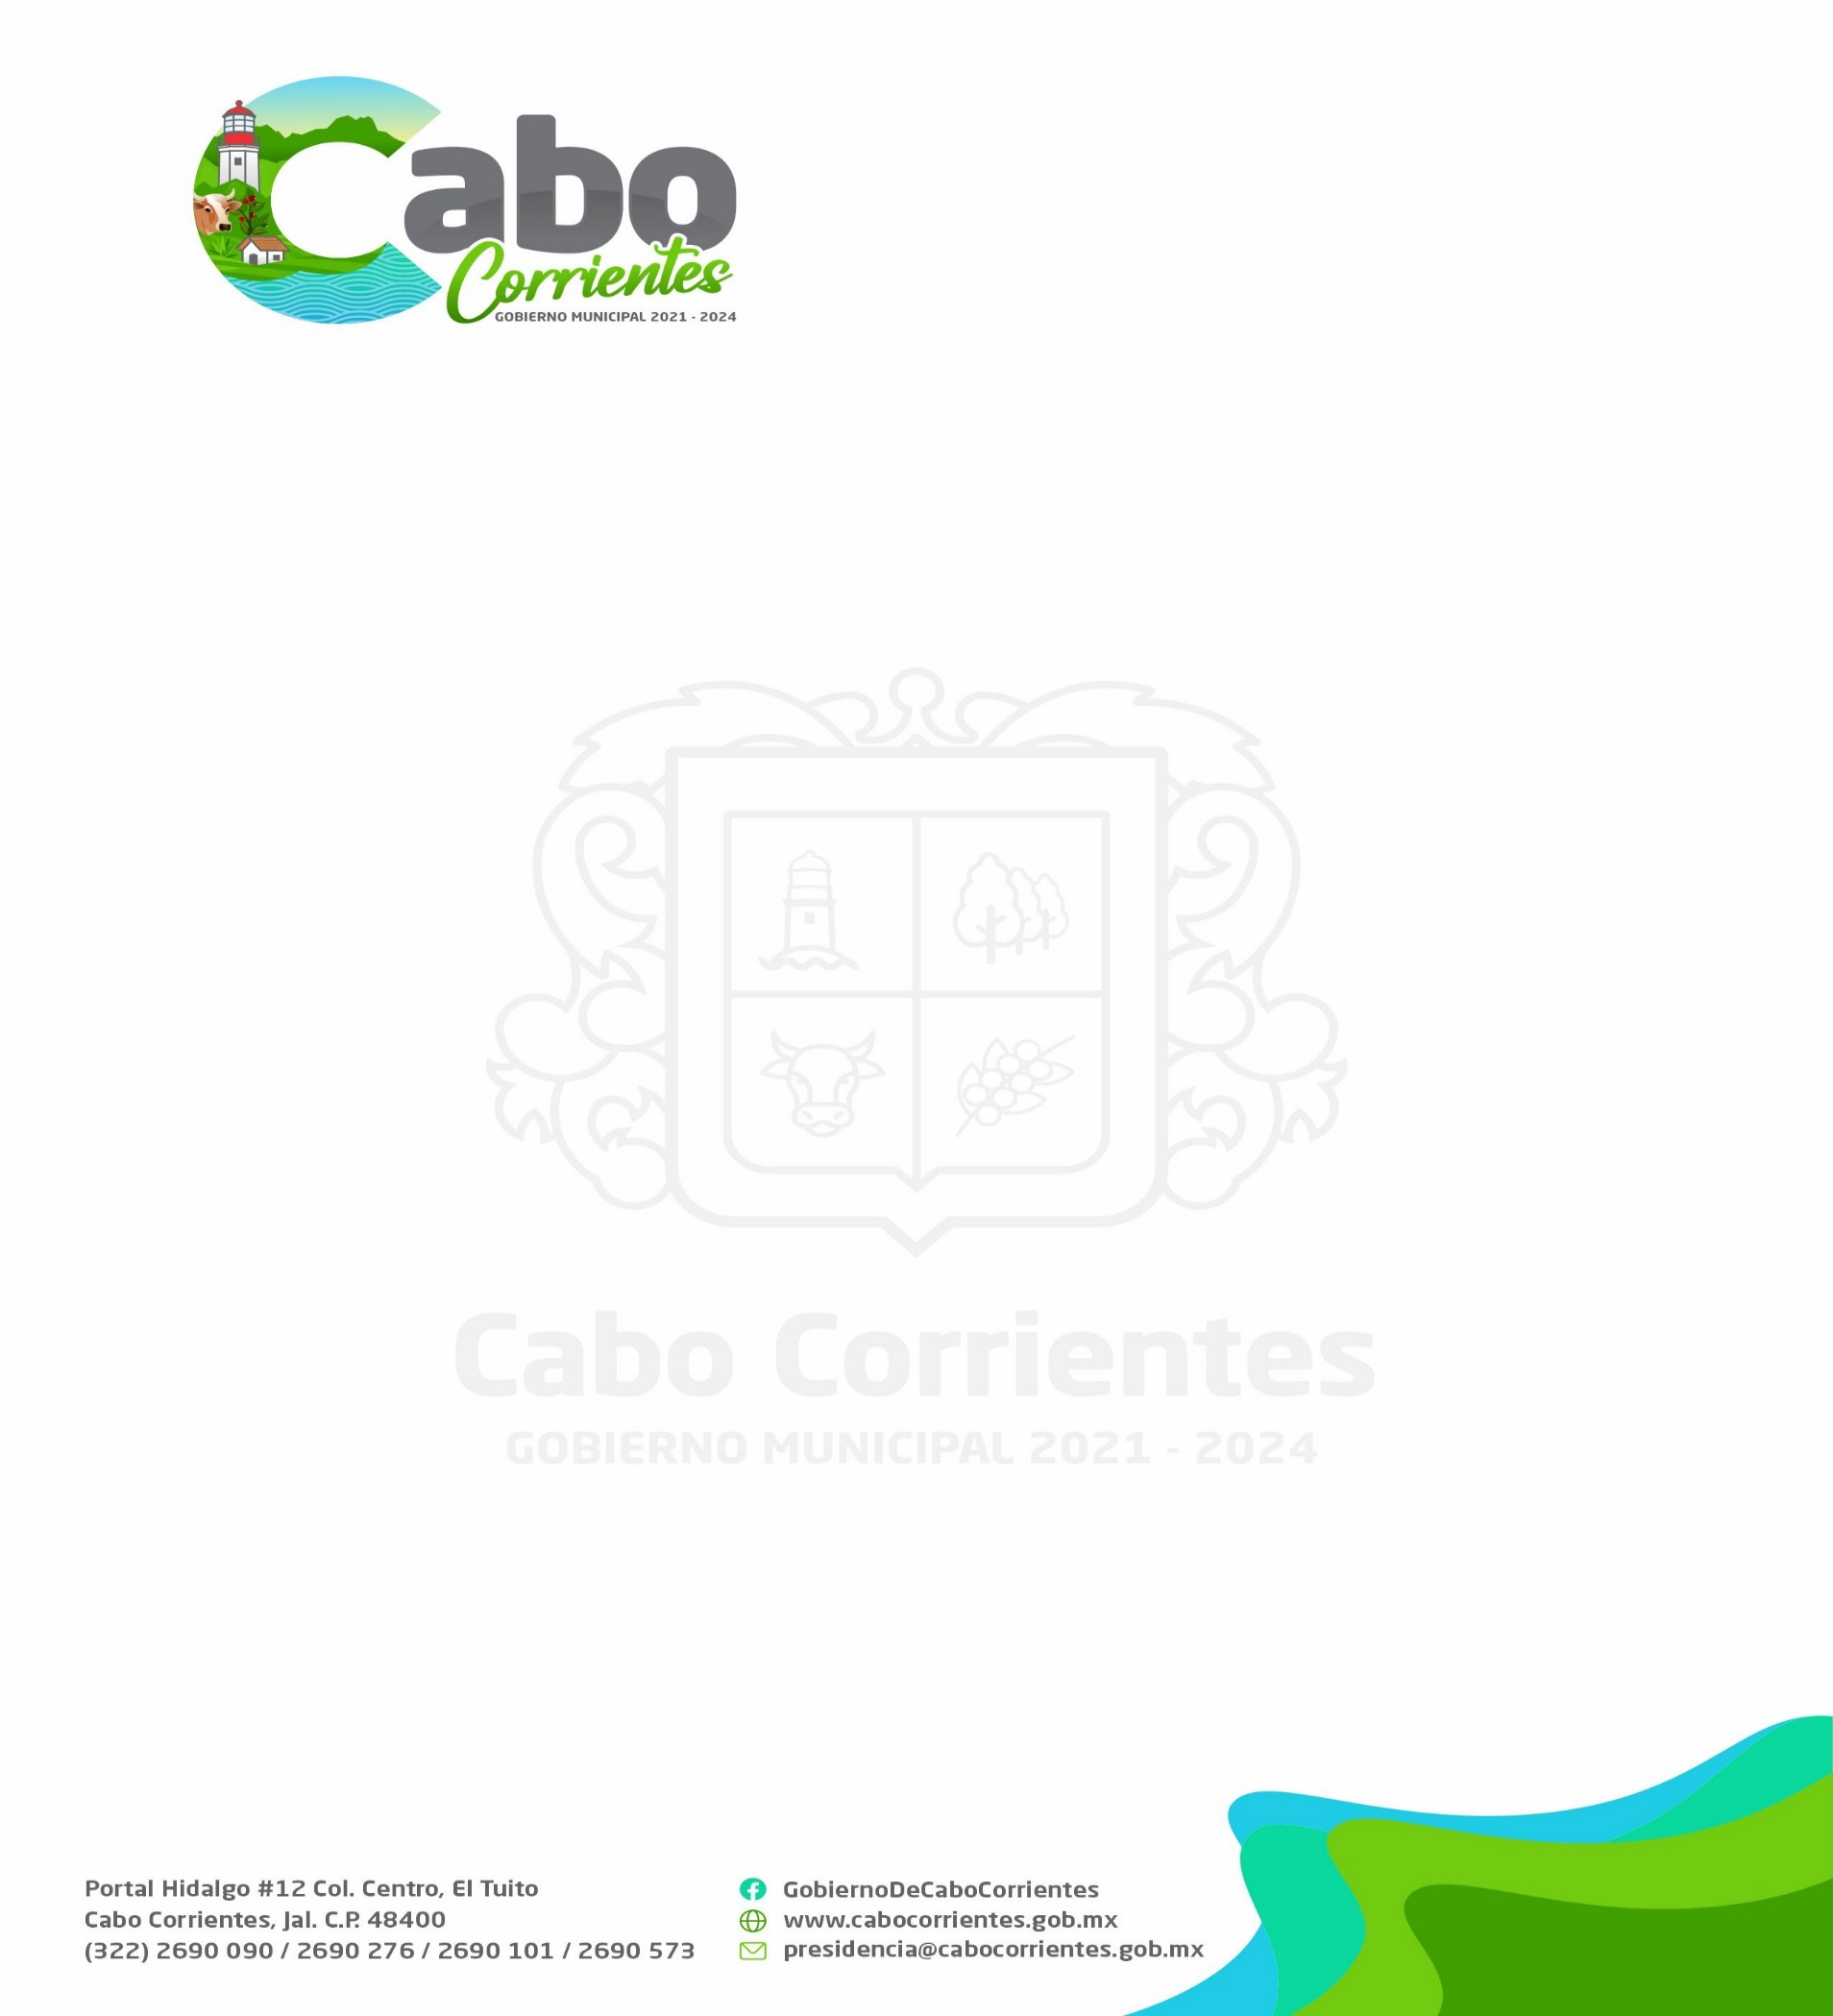 Cabo
Corrientes
GOBIERNO MUNICIPAL 2021 - 2024
Cabo Corrientes
GOBIERNO MUNICIPAL 2021 - 2024
Portal Hidalgo #12 Col. Centro, El Tuito
Cabo Corrientes, Jal. C.P. 48400
(322) 2690 090 / 2690 276 / 2690 101 / 2690 573
GobiernoDeCaboCorrientes
www.cabocorrientes.gob.mx
presidencia@cabocorrientes.gob.mx